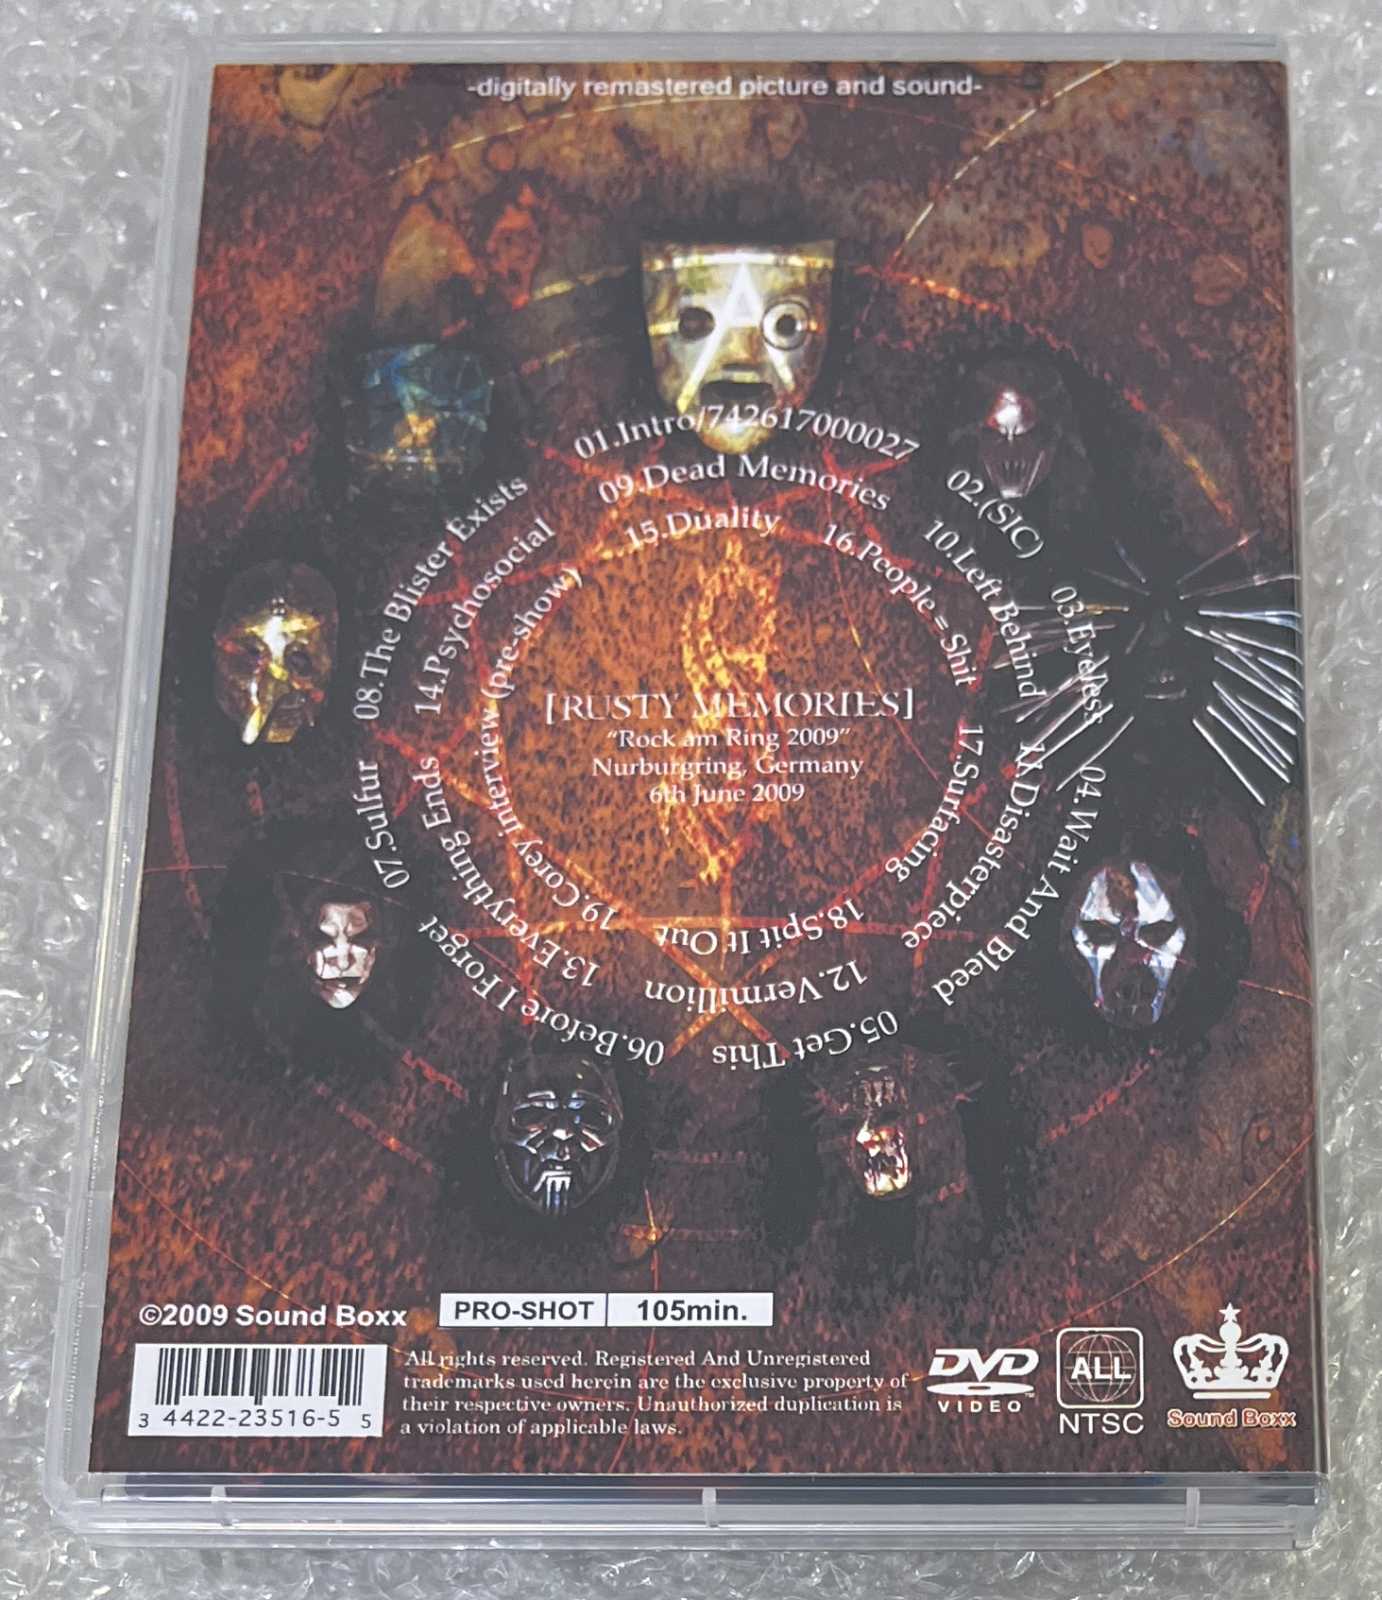 -digitally remastered picture and sound-
01.Intro/742617000027
02.(SIC)
03.Eyeless
04.Wait And Bleed
05.Get This
06.Before I Forget
07.Sulfur
08.The Blister Exists
09.Dead Memories
10.Left Behind
11.Disasterpiece
12.Vermillion
13.Everything Ends
14.Psychosocial
15.Duality
16.People = Shit
17.Surfacing
18.Spit It Out
19.Corey interview (pre-show)
[RUSTY MEMORIES]
"Rock am Ring 2009"
Nurburgring, Germany
6th June 2009
©2009 Sound Boxx
PRO-SHOT 105min.
3 4422-23516-5 5
All rights reserved. Registered And Unregistered
trademarks used herein are the exclusive property of
their respective owners. Unauthorized duplication is
a violation of applicable laws.
DVD
VIDEO™
ALL
NTSC
Sound Boxx